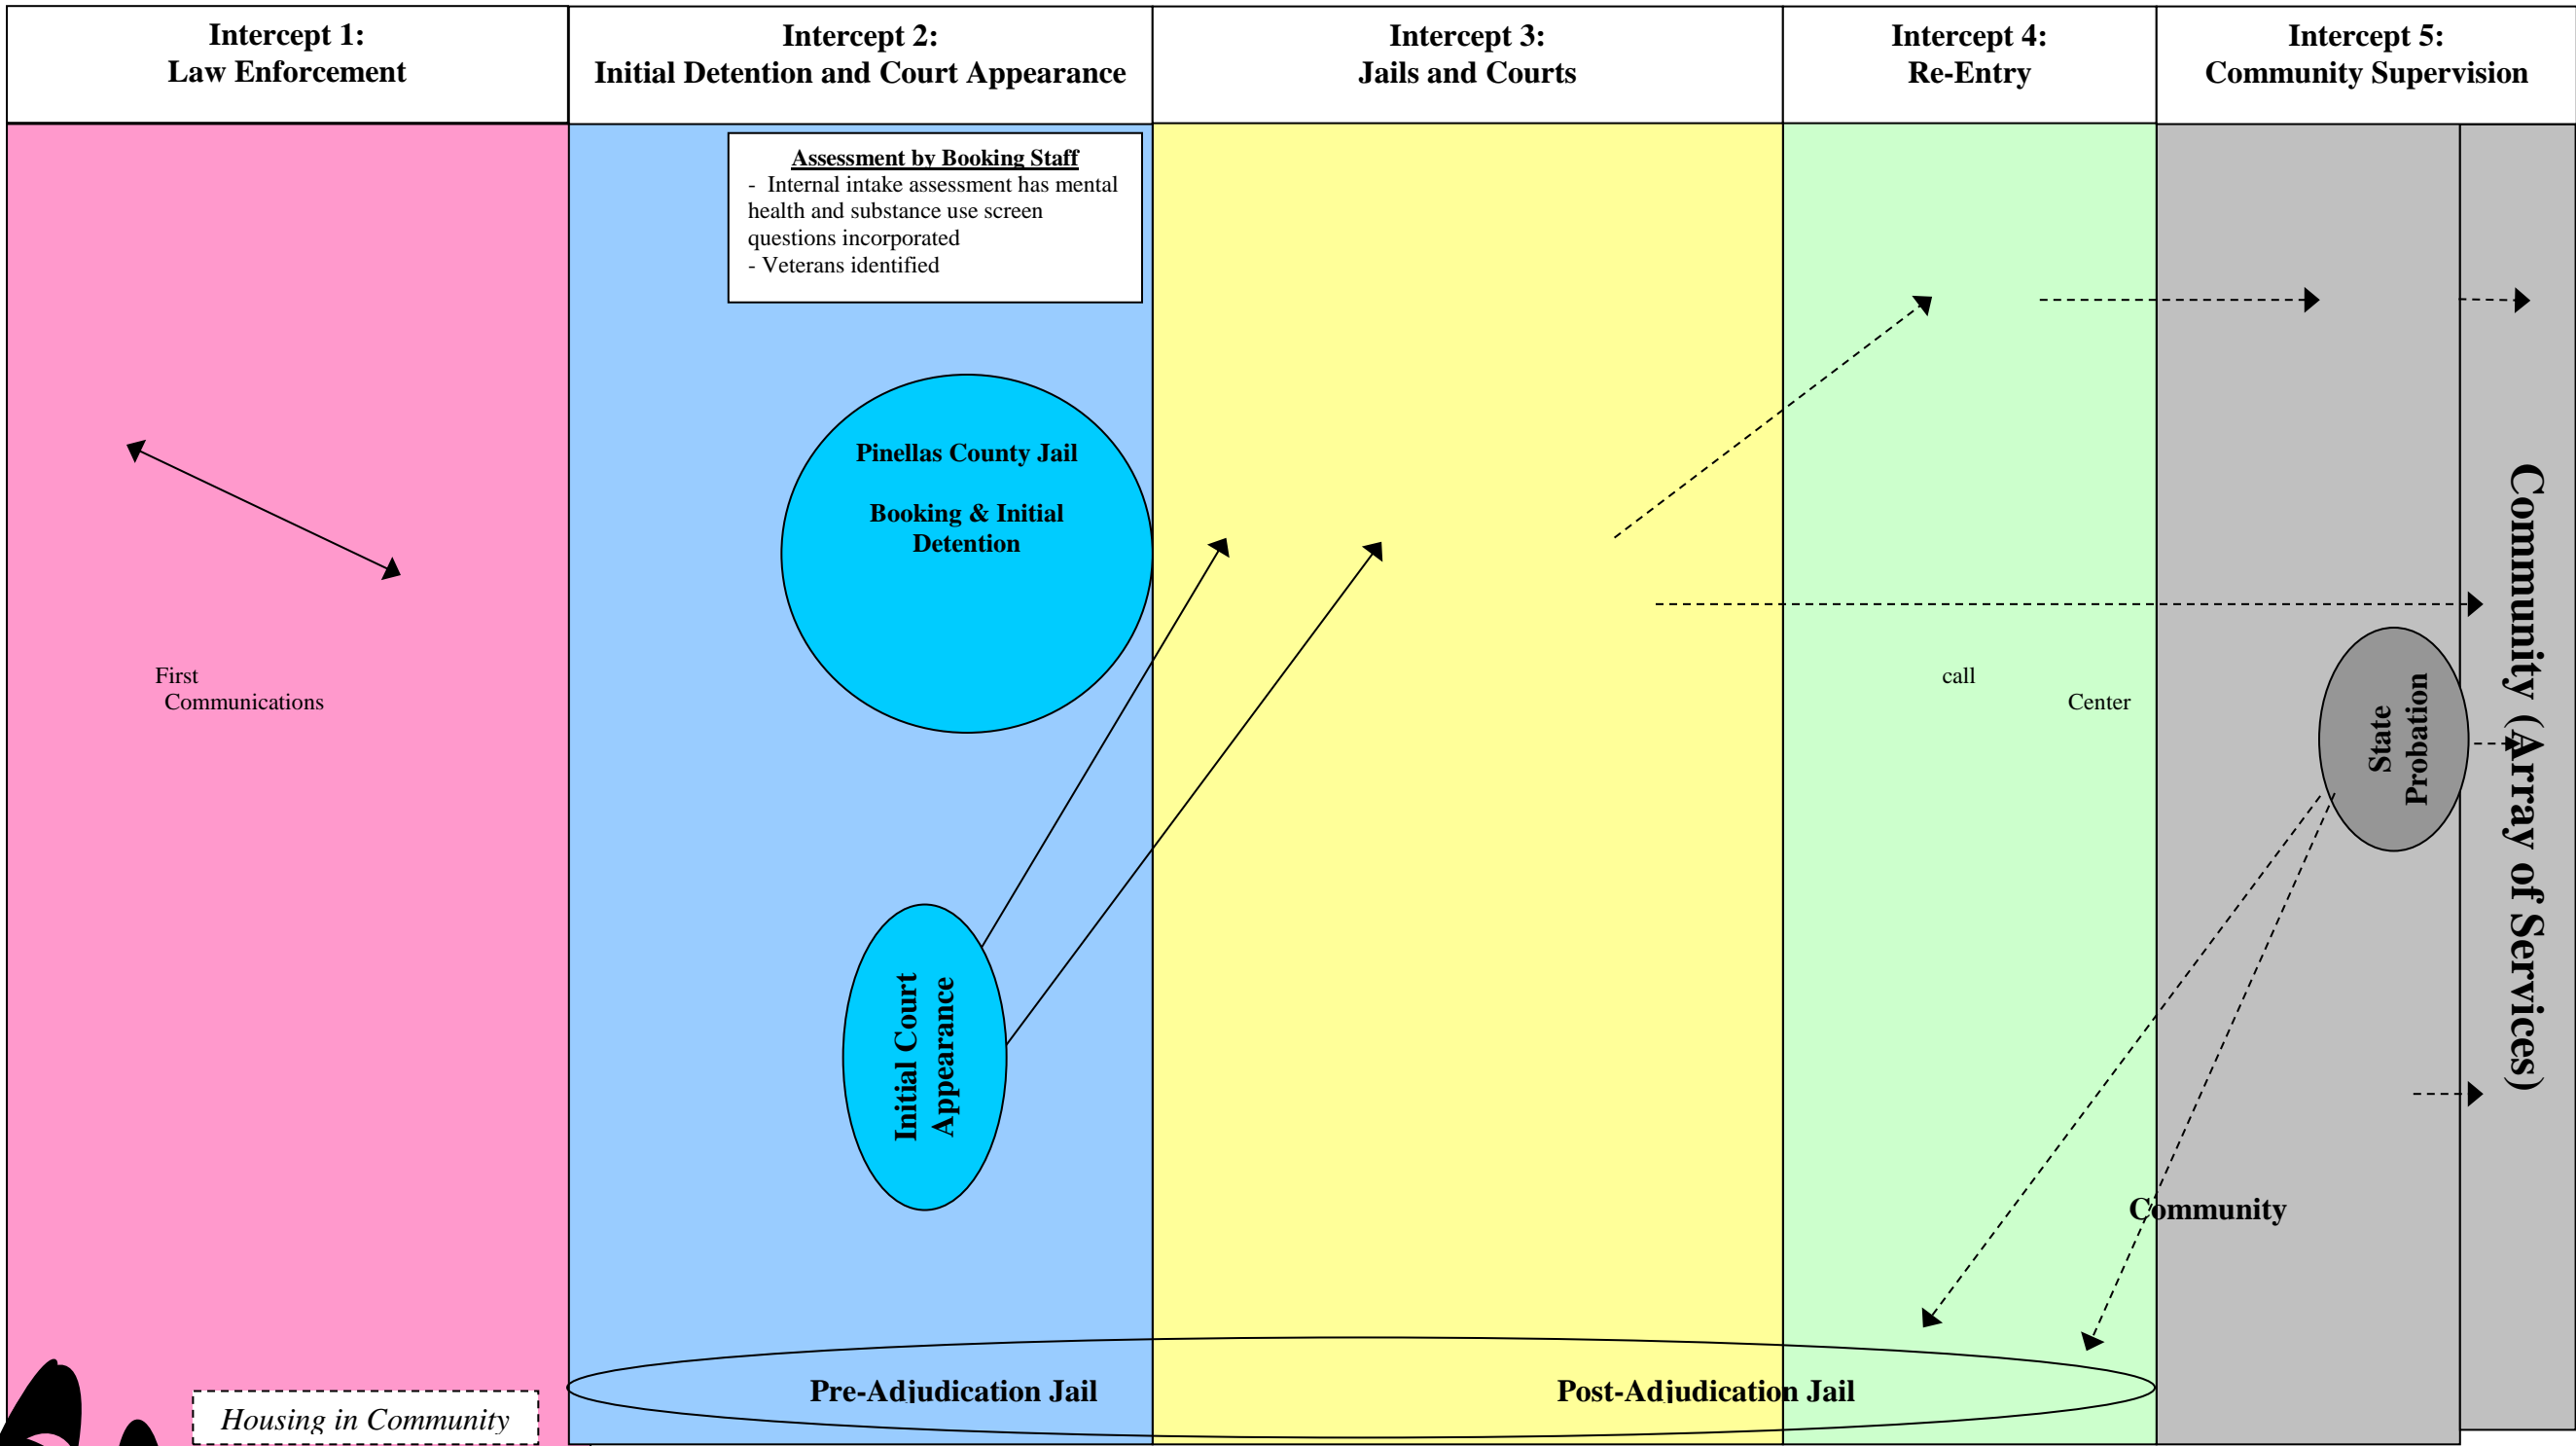 Intercept 1:
Law Enforcement
Intercept 2:
Initial Detention and Court Appearance
Intercept 3:
Jails and Courts
Intercept 4:
Re-Entry
Intercept 5:
Community Supervision
Assessment by Booking Staff
- Internal intake assessment has mental
health and substance use screen
questions incorporated
- Veterans identified
Pinellas County Jail
Booking & Initial
Detention
First
Communications
call
Center
State
Probation
Community (Array of Services)
Initial Court
Appearance
Community
Pre-Adjudication Jail
Post-Adjudication Jail
Housing in Community